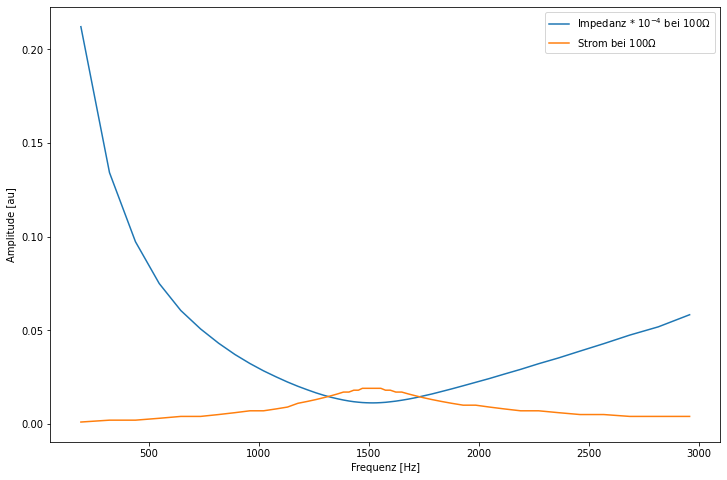 Impedanz * 10⁻⁴ bei 100Ω
Strom bei 100Ω
0.20
0.15
0.10
0.05
0.00
Amplitude [au]
500 1000 1500 2000 2500 3000
Frequenz [Hz]